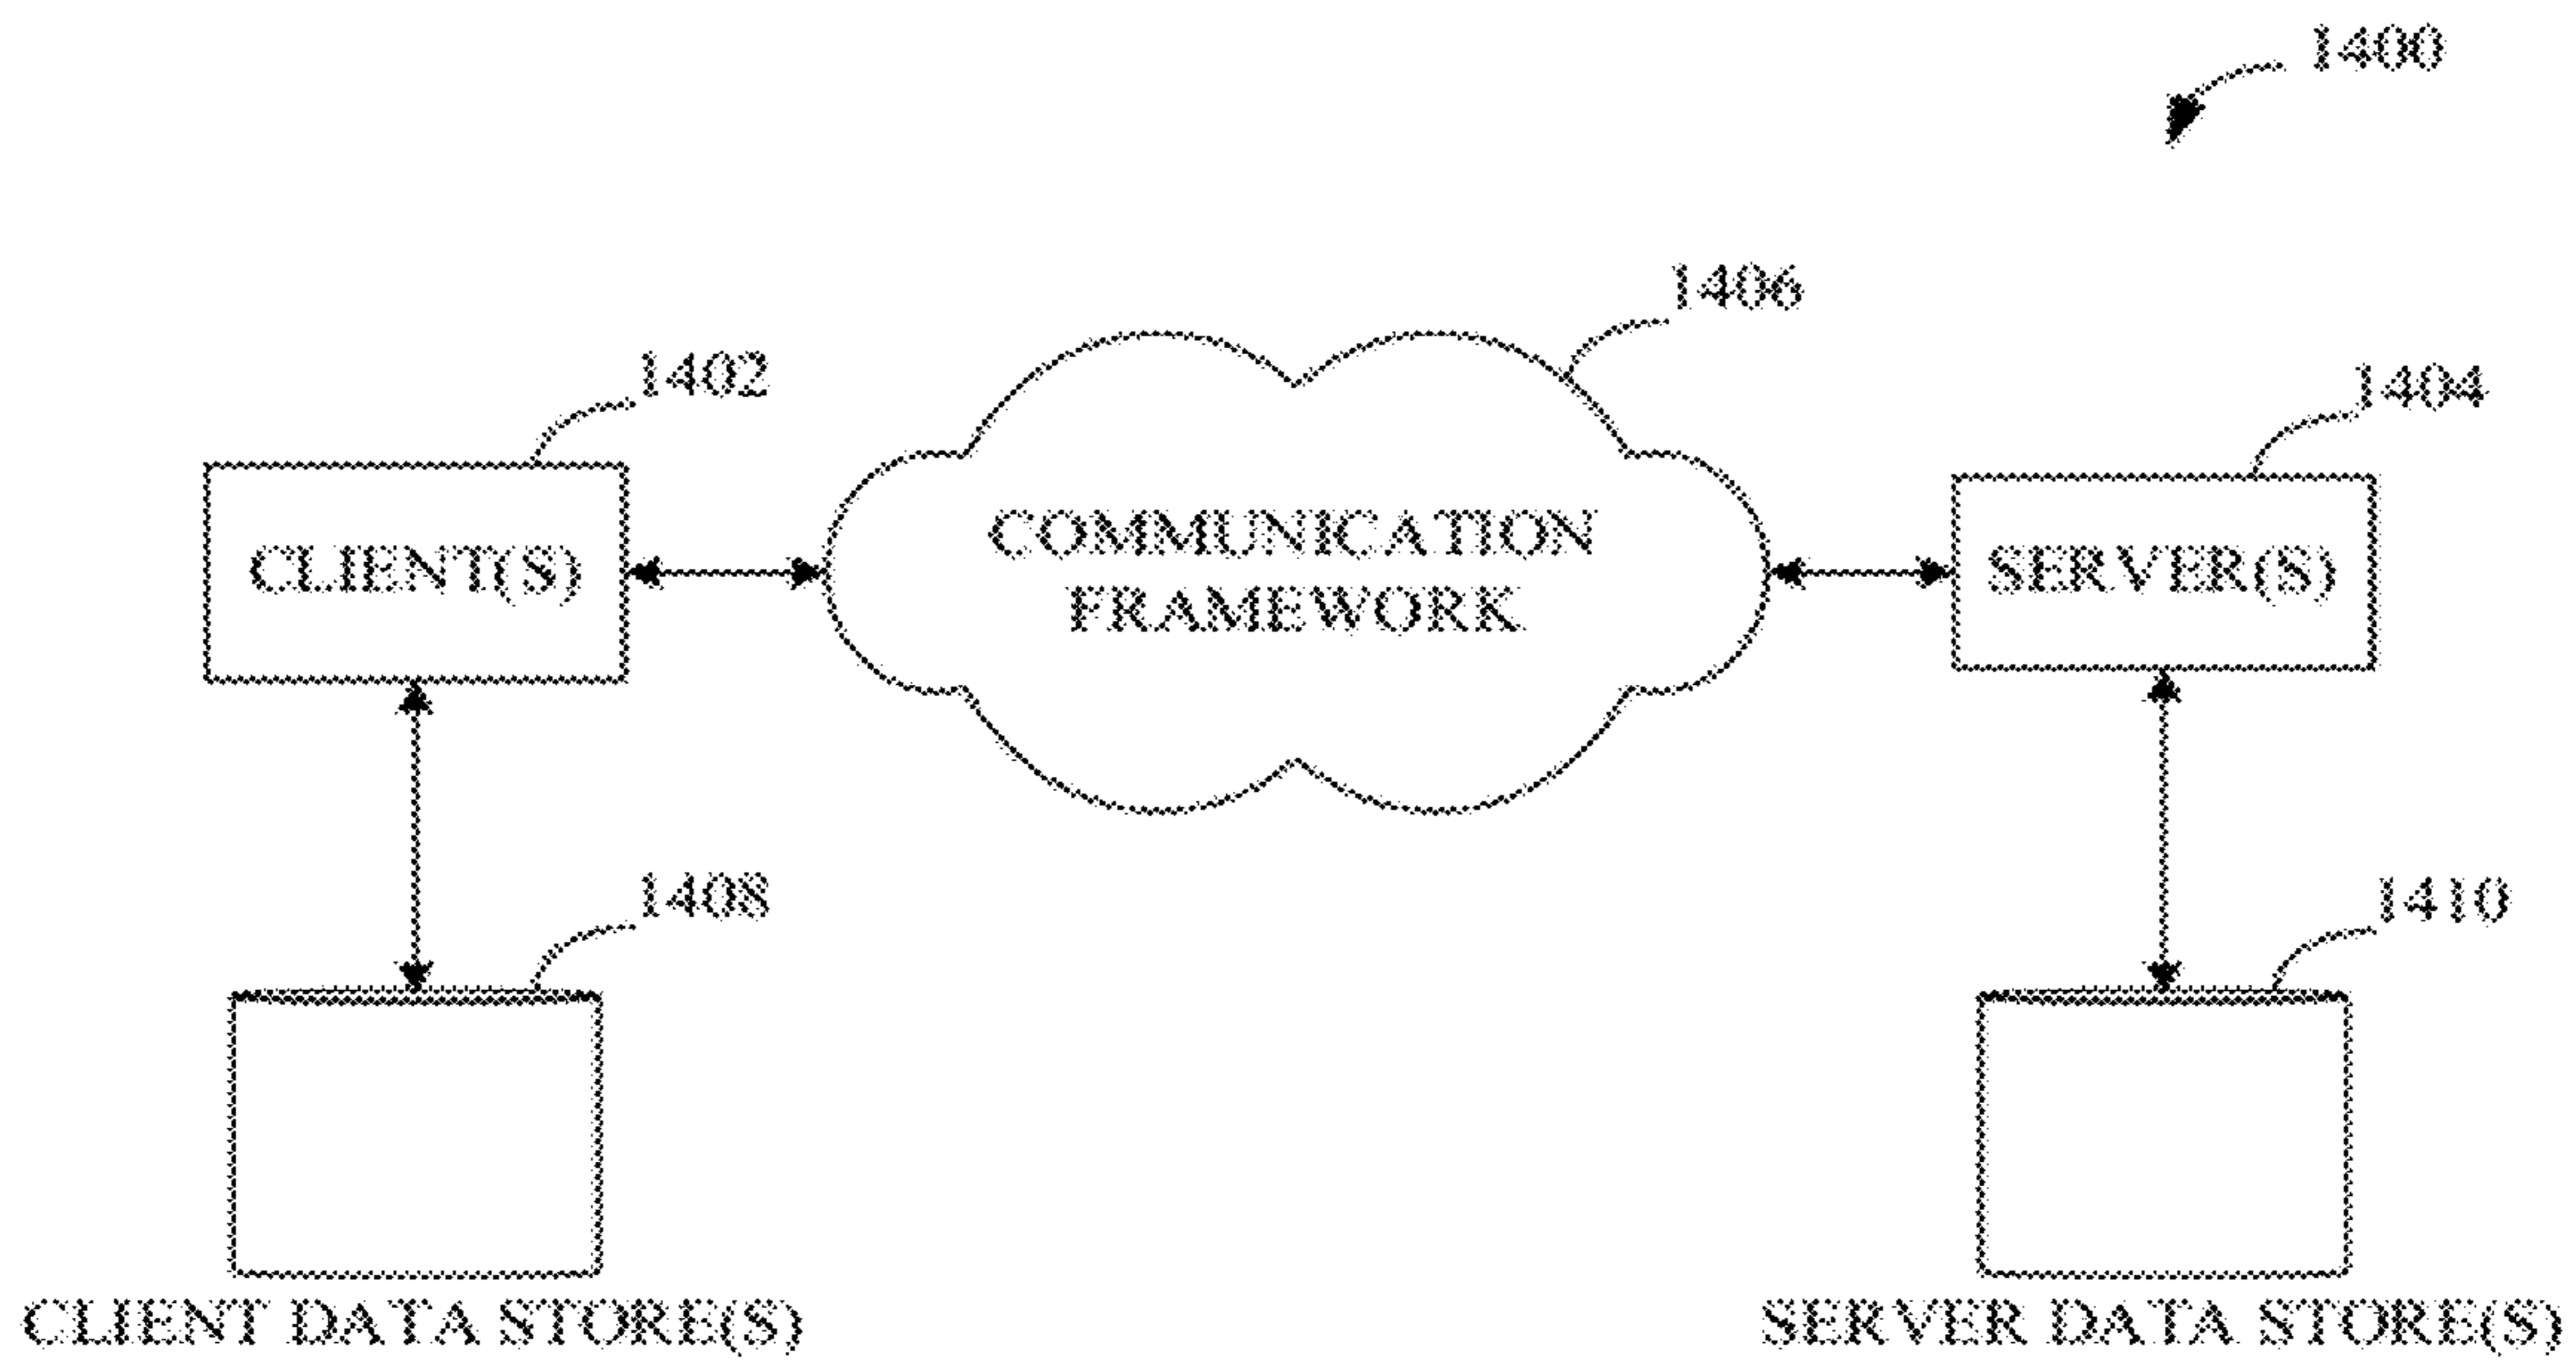 1400
1406
1402
1404
CLIENT(S)
COMMUNICATION
FRAMEWORK
SERVER(S)
1408
1410
CLIENT DATA STORE(S)
SERVER DATA STORE(S)